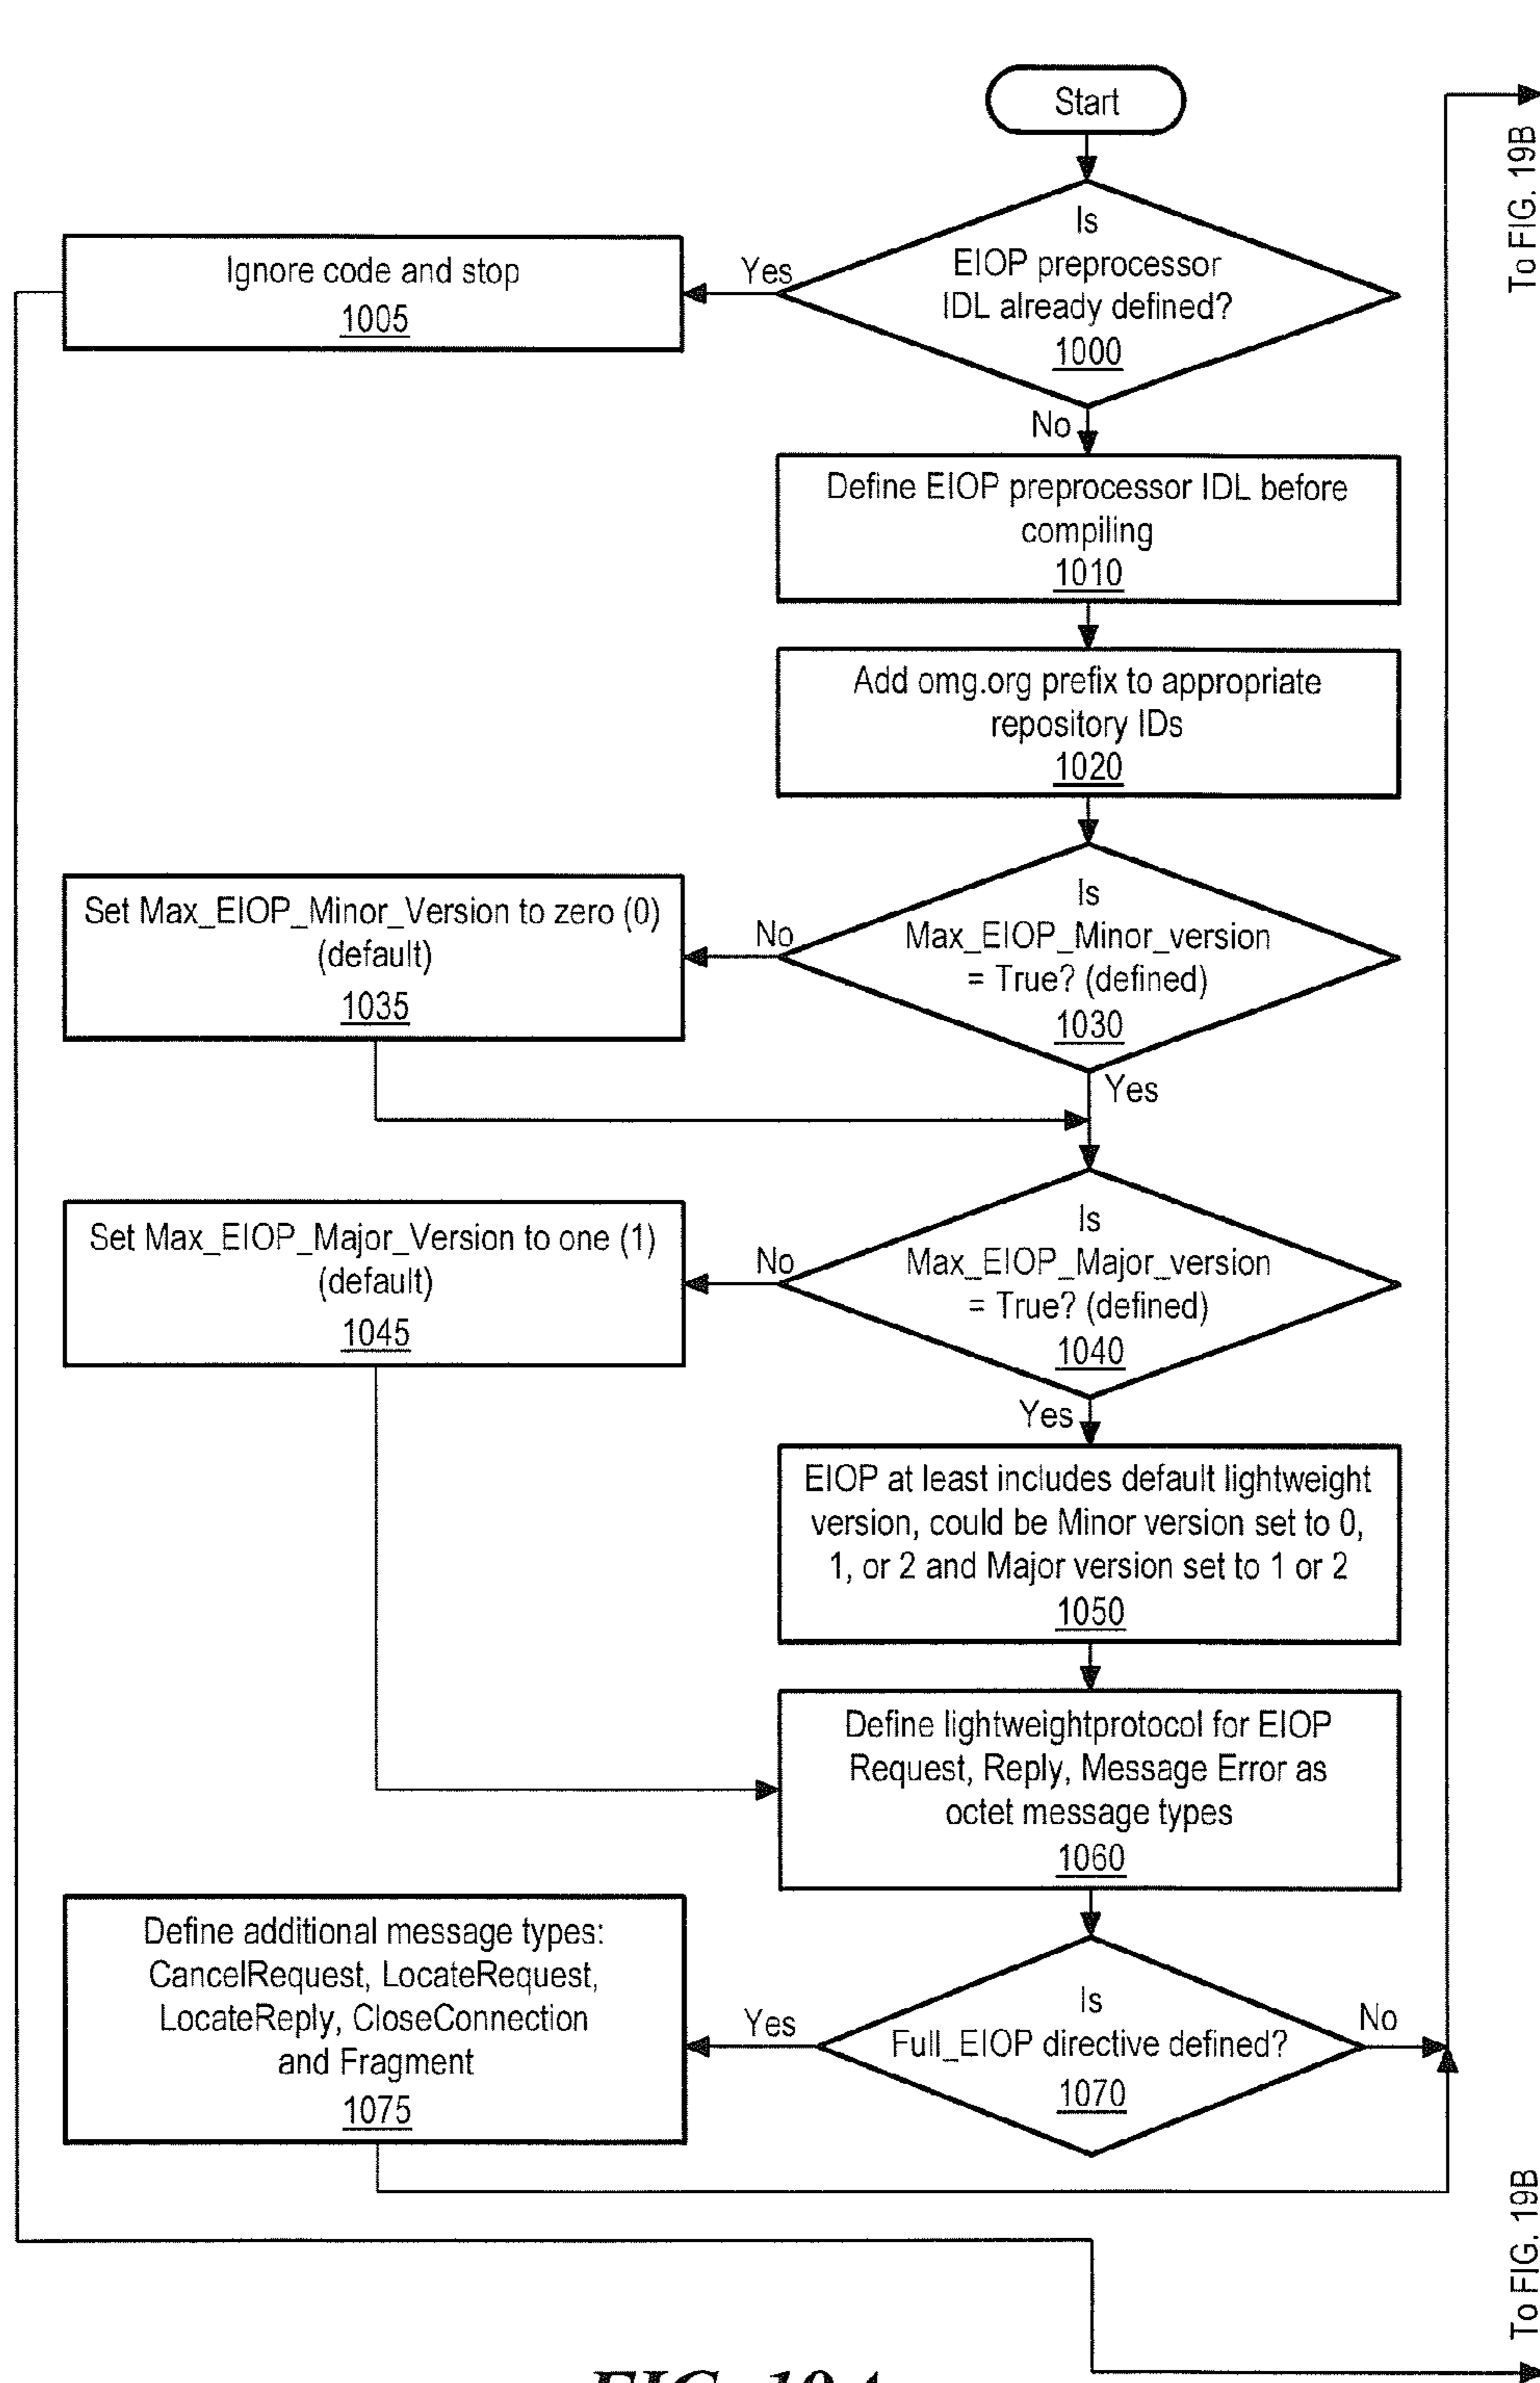 Start
To FIG. 19B
Is
EIOP preprocessor
IDL already defined?
1000
Yes
Ignore code and stop
1005
No
Define EIOP preprocessor IDL before
compiling
1010
Add omg.org prefix to appropriate
repository IDs
1020
Is
Max_EIOP_Minor_version
= True? (defined)
1030
No
Set Max_EIOP_Minor_Version to zero (0)
(default)
1035
Yes
Is
Max_EIOP_Major_version
= True? (defined)
1040
No
Set Max_EIOP_Major_Version to one (1)
(default)
1045
Yes
EIOP at least includes default lightweight
version, could be Minor version set to 0,
1, or 2 and Major version set to 1 or 2
1050
Define lightweightprotocol for EIOP
Request, Reply, Message Error as
octet message types
1060
Is
Full_EIOP directive defined?
1070
Yes
No
Define additional message types:
CancelRequest, LocateRequest,
LocateReply, CloseConnection
and Fragment
1075
To FIG. 19B
FIG. 19A